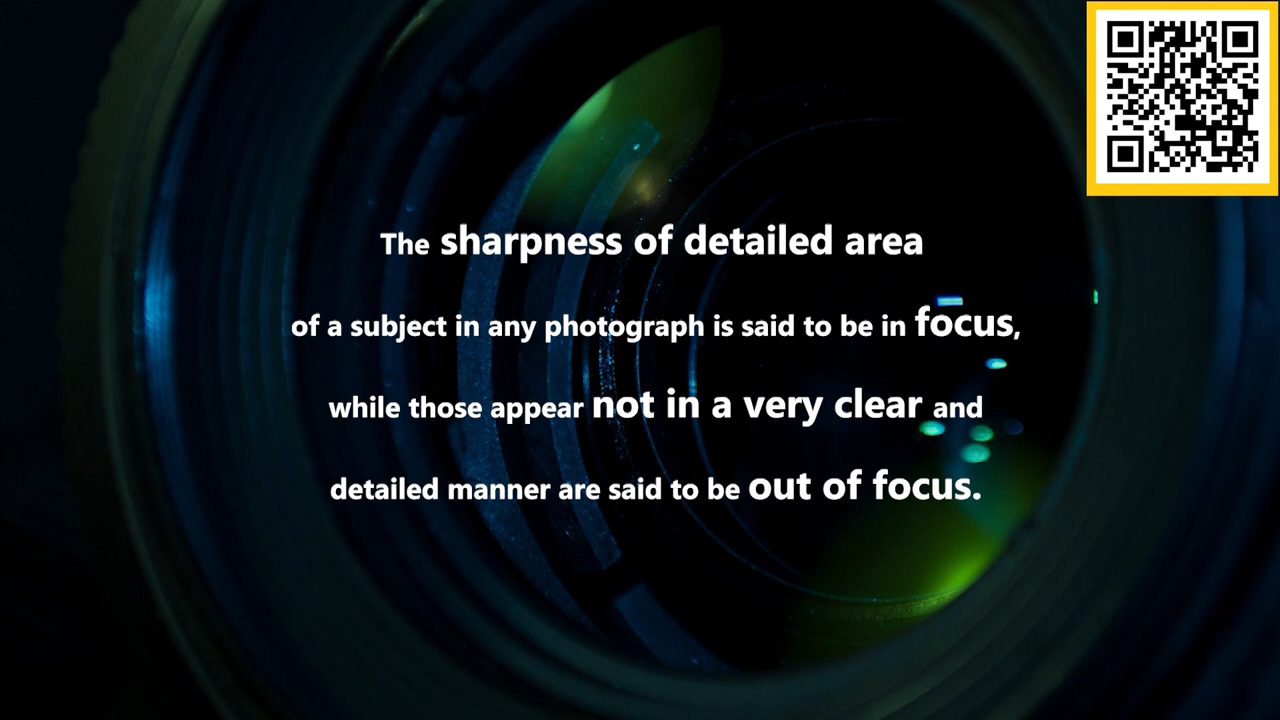 The sharpness of detailed area
of a subject in any photograph is said to be in focus,
while those appear not in a very clear and
detailed manner are said to be out of focus.